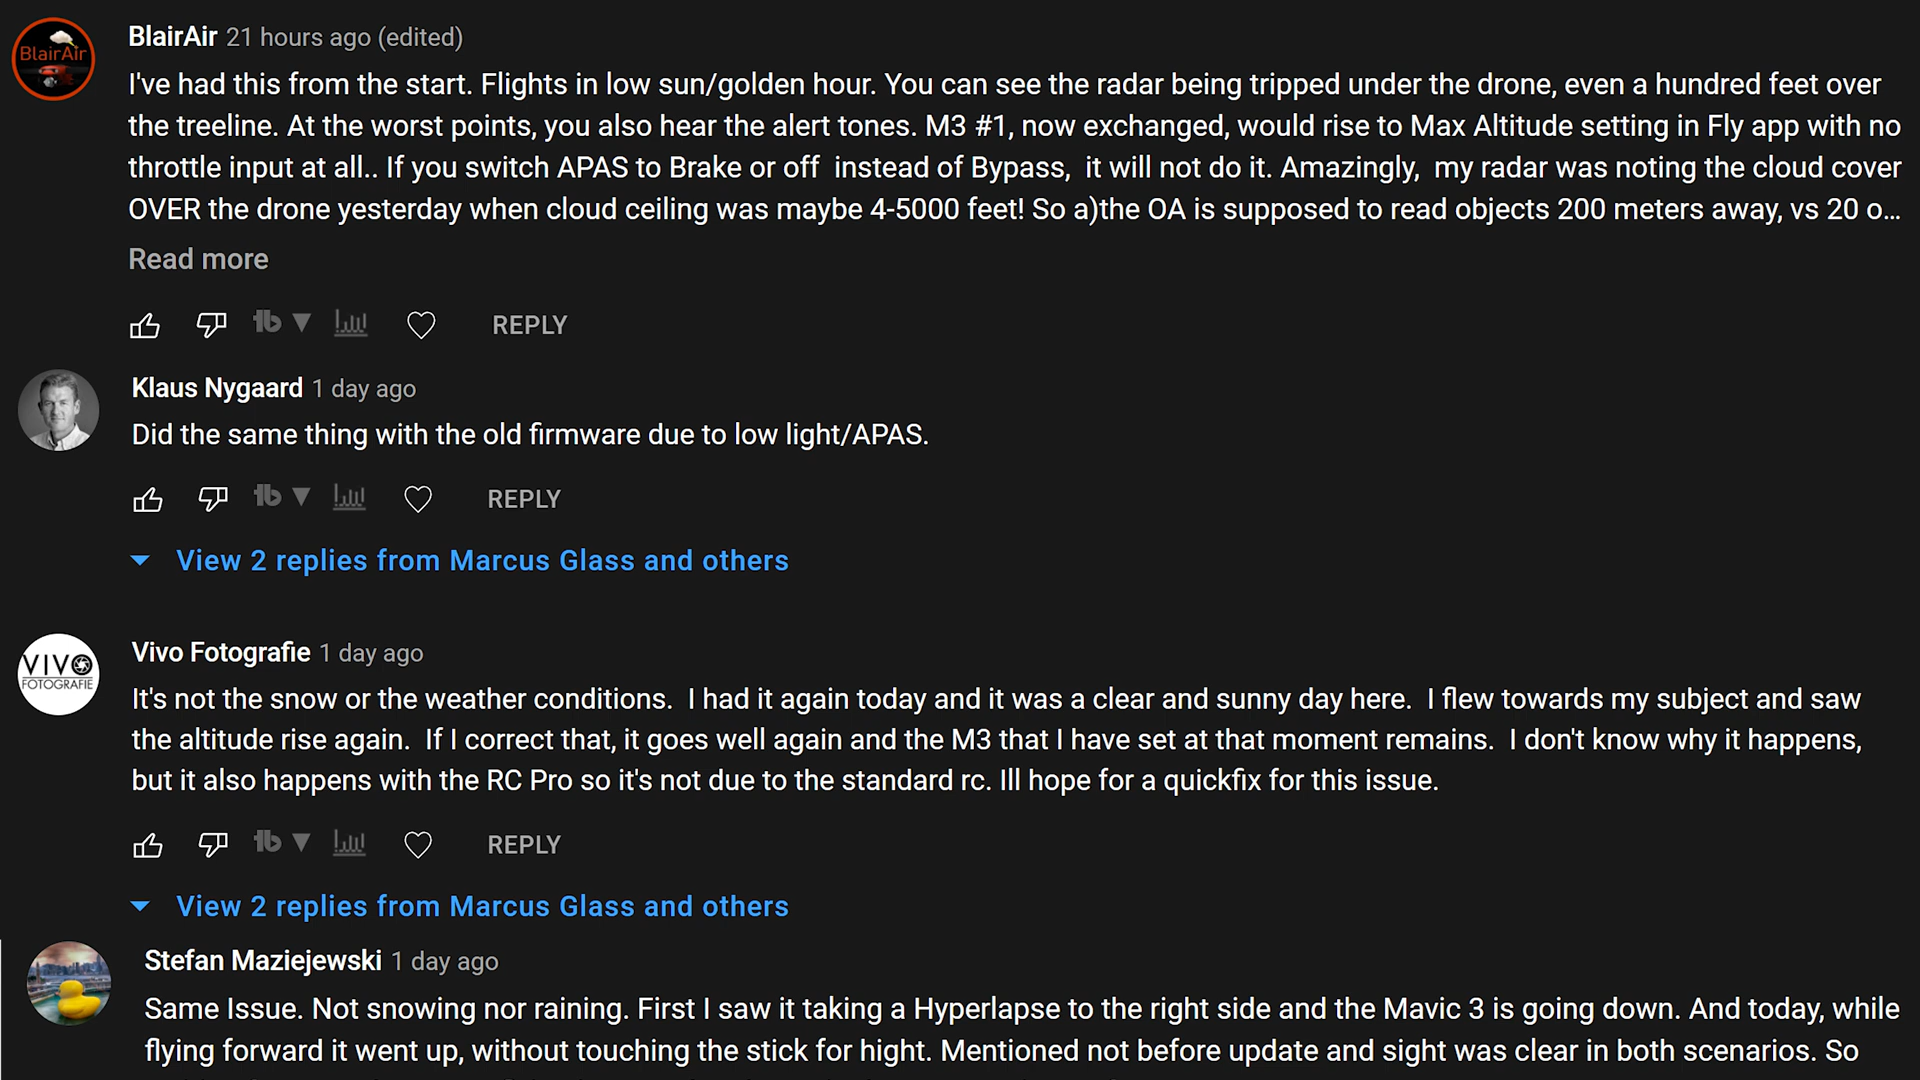 BlairAir 21 hours ago (edited)
BlairAir
I've had this from the start. Flights in low sun/golden hour. You can see the radar being tripped under the drone, even a hundred feet over
the treeline. At the worst points, you also hear the alert tones. M3 #1, now exchanged, would rise to Max Altitude setting in Fly app with no
throttle input at all.. If you switch APAS to Brake or off  instead of Bypass,  it will not do it. Amazingly,  my radar was noting the cloud cover
OVER the drone yesterday when cloud ceiling was maybe 4-5000 feet! So a)the OA is supposed to read objects 200 meters away, vs 20 o...
Read more
tb REPLY
Klaus Nygaard 1 day ago
Did the same thing with the old firmware due to low light/APAS.
tb REPLY
View 2 replies from Marcus Glass and others
Vivo Fotografie 1 day ago
VIVO
FOTOGRAFIE
It's not the snow or the weather conditions.  I had it again today and it was a clear and sunny day here.  I flew towards my subject and saw
the altitude rise again.  If I correct that, it goes well again and the M3 that I have set at that moment remains.  I don't know why it happens,
but it also happens with the RC Pro so it's not due to the standard rc. Ill hope for a quickfix for this issue.
tb REPLY
View 2 replies from Marcus Glass and others
Stefan Maziejewski 1 day ago
Same Issue. Not snowing nor raining. First I saw it taking a Hyperlapse to the right side and the Mavic 3 is going down. And today, while
flying forward it went up, without touching the stick for hight. Mentioned not before update and sight was clear in both scenarios. So